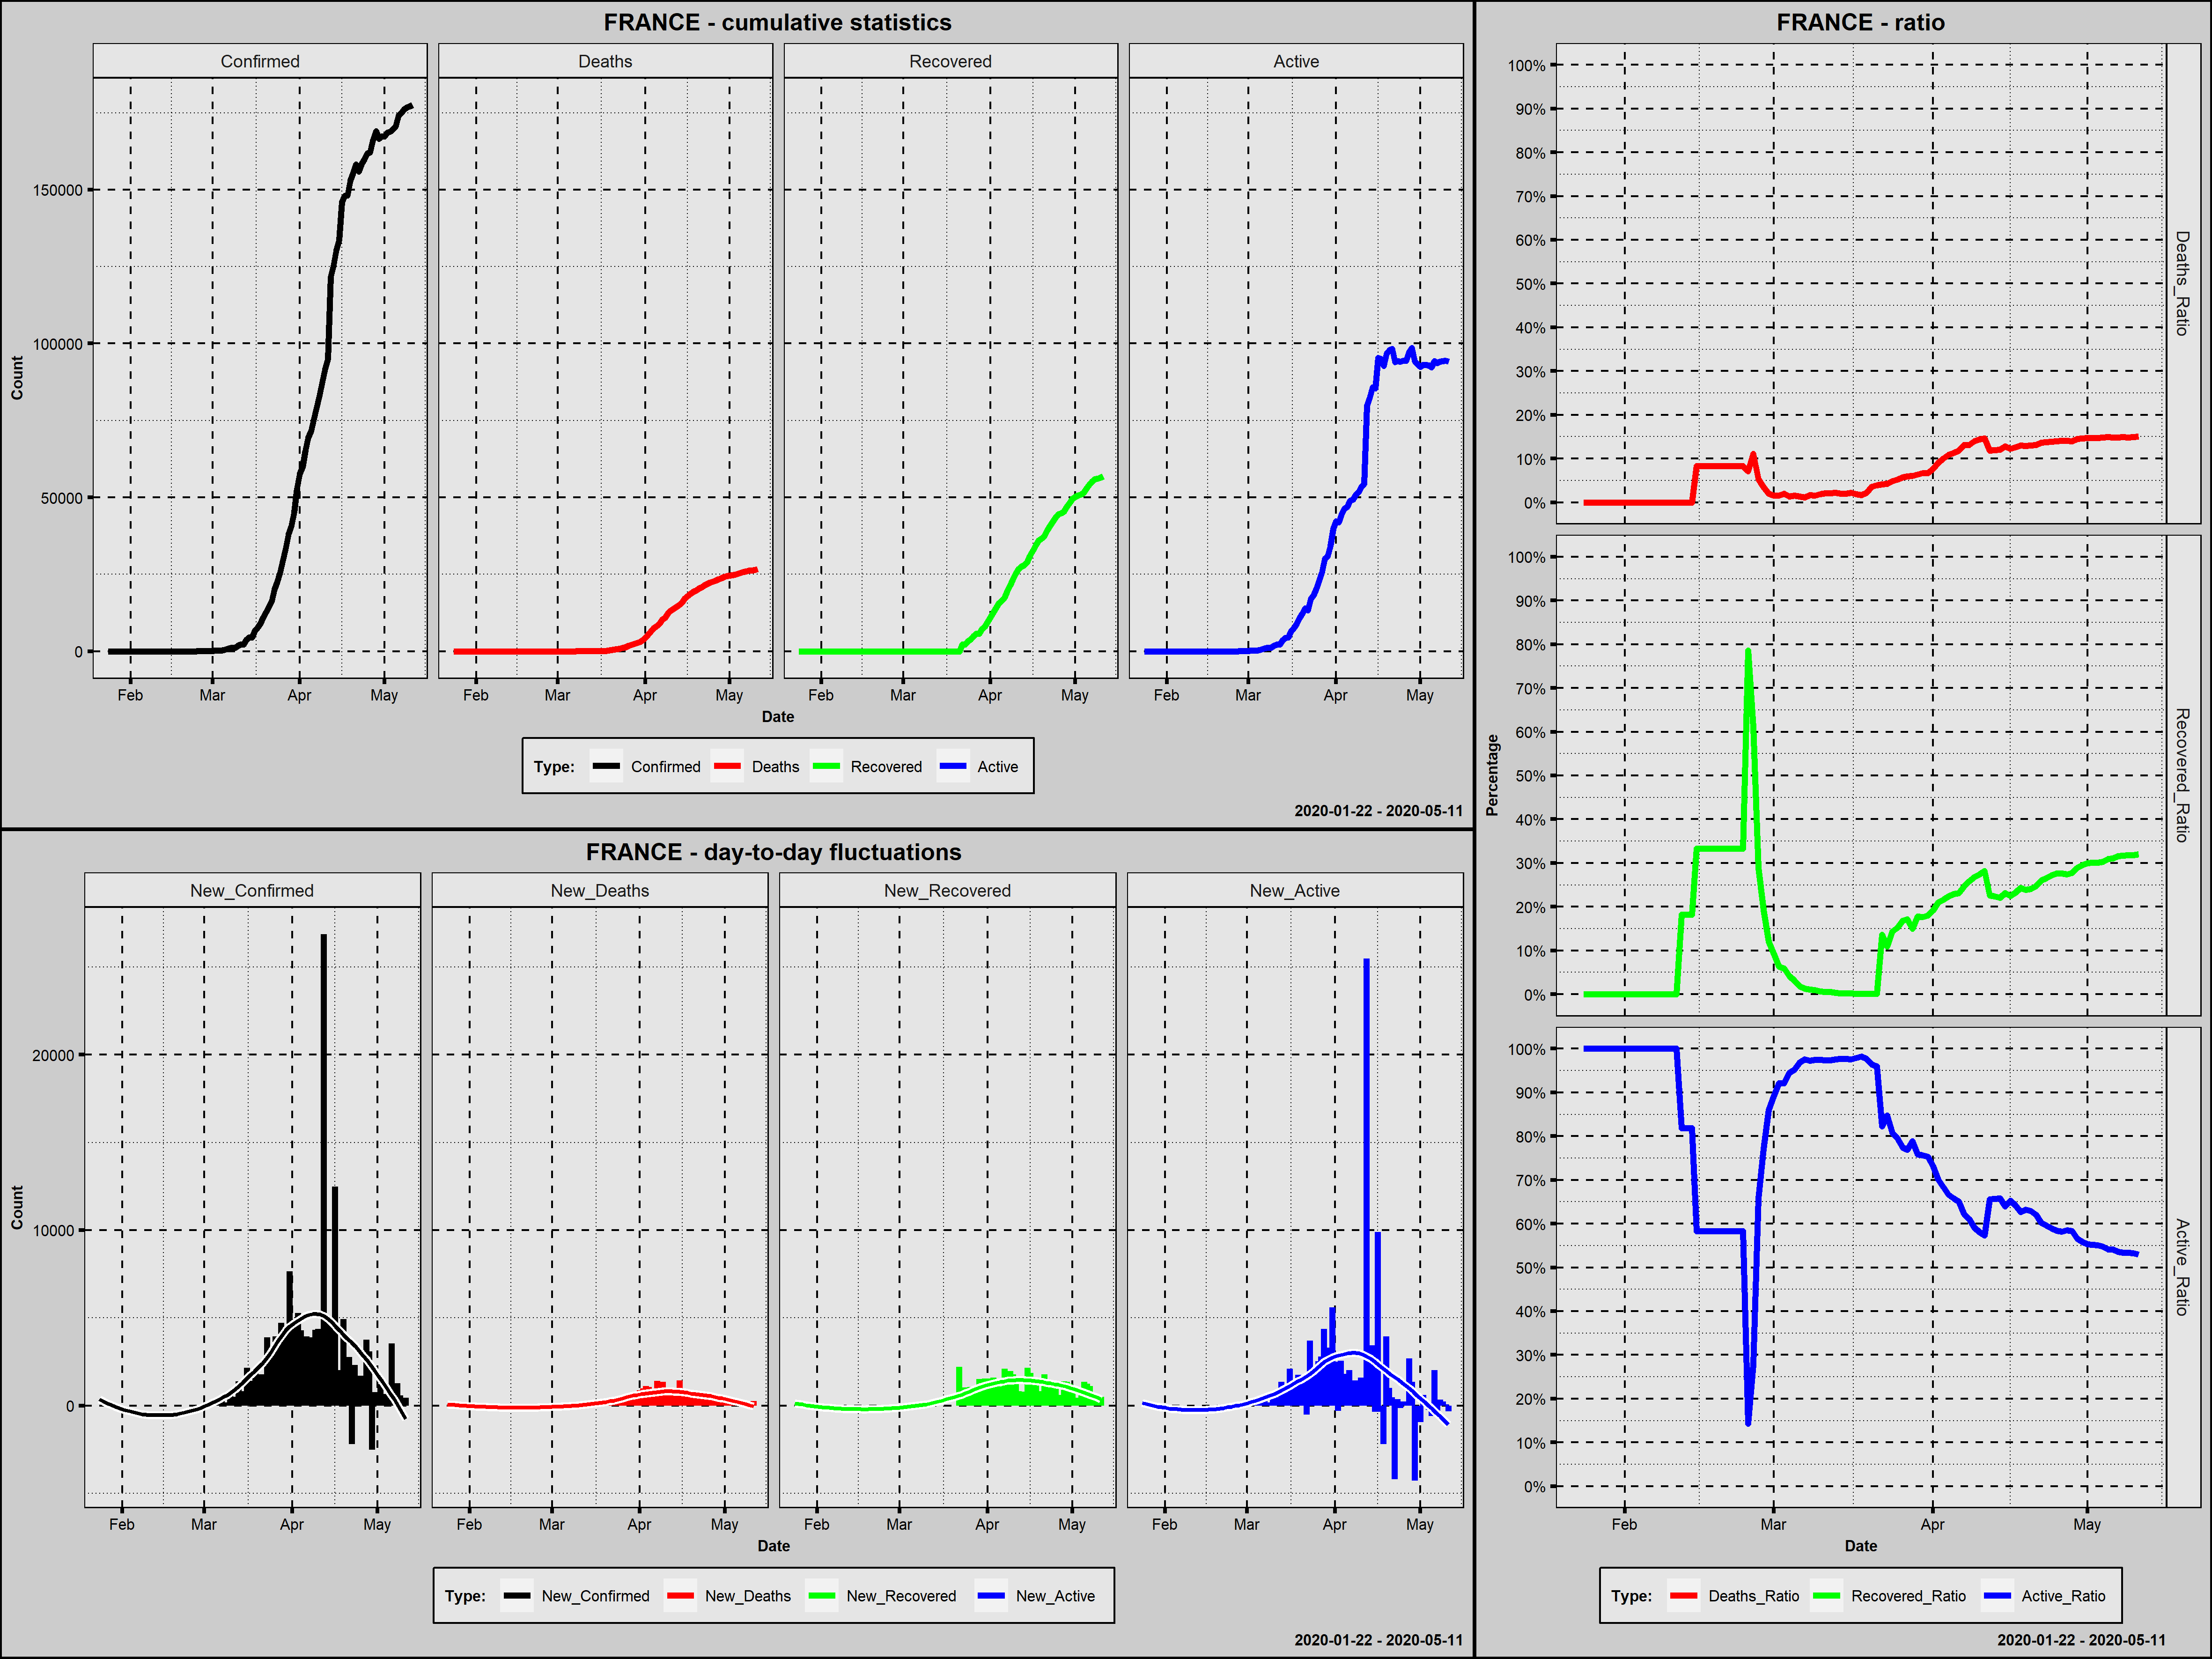 FRANCE - cumulative statistics
Confirmed Deaths Recovered Active
Count
150000
100000
50000
0
Feb Mar Apr May Feb Mar Apr May Feb Mar Apr May Feb Mar Apr May
Date
Type: Confirmed Deaths Recovered Active
2020-01-22 - 2020-05-11
FRANCE - day-to-day fluctuations
New_Confirmed New_Deaths New_Recovered New_Active
Count
20000
10000
0
Feb Mar Apr May Feb Mar Apr May Feb Mar Apr May Feb Mar Apr May
Date
Type: New_Confirmed New_Deaths New_Recovered New_Active
2020-01-22 - 2020-05-11
FRANCE - ratio
Percentage
100%
90%
80%
70%
60%
50%
40%
30%
20%
10%
0%
Deaths_Ratio
100%
90%
80%
70%
60%
50%
40%
30%
20%
10%
0%
Recovered_Ratio
100%
90%
80%
70%
60%
50%
40%
30%
20%
10%
0%
Active_Ratio
Feb Mar Apr May
Date
Type: Deaths_Ratio Recovered_Ratio Active_Ratio
2020-01-22 - 2020-05-11